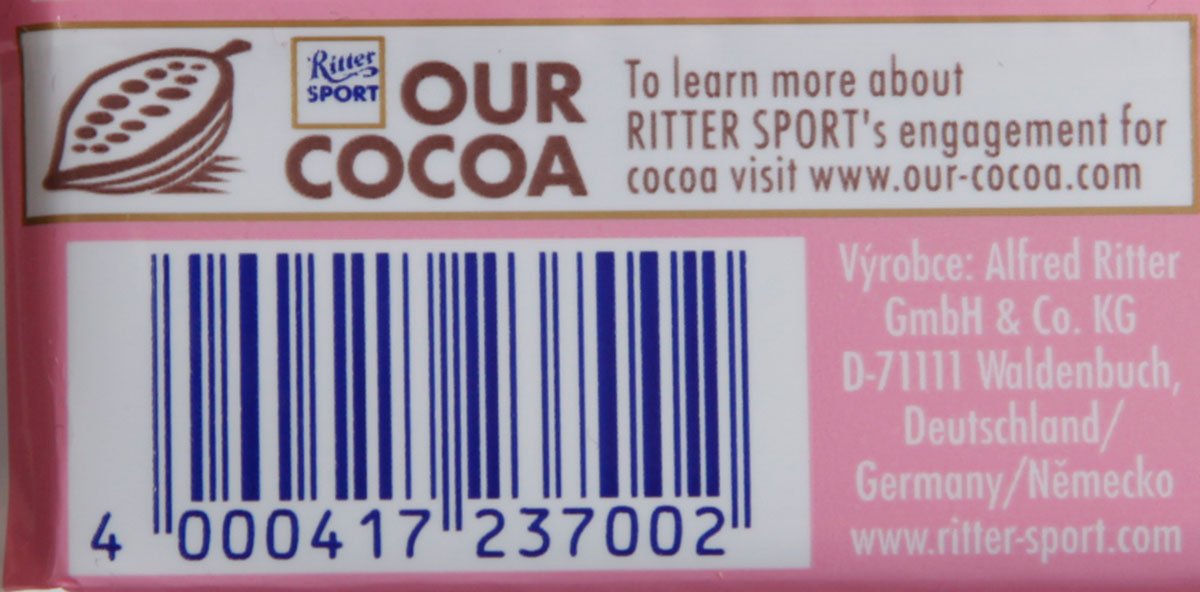 Ritter
SPORT
OUR
COCOA
To learn more about
RITTER SPORT's engagement for
cocoa visit www.our-cocoa.com
Výrobce: Alfred Ritter
GmbH & Co. KG
D-71111 Waldenbuch,
Deutschland/
Germany/Německo
www.ritter-sport.com
4 000417 237002